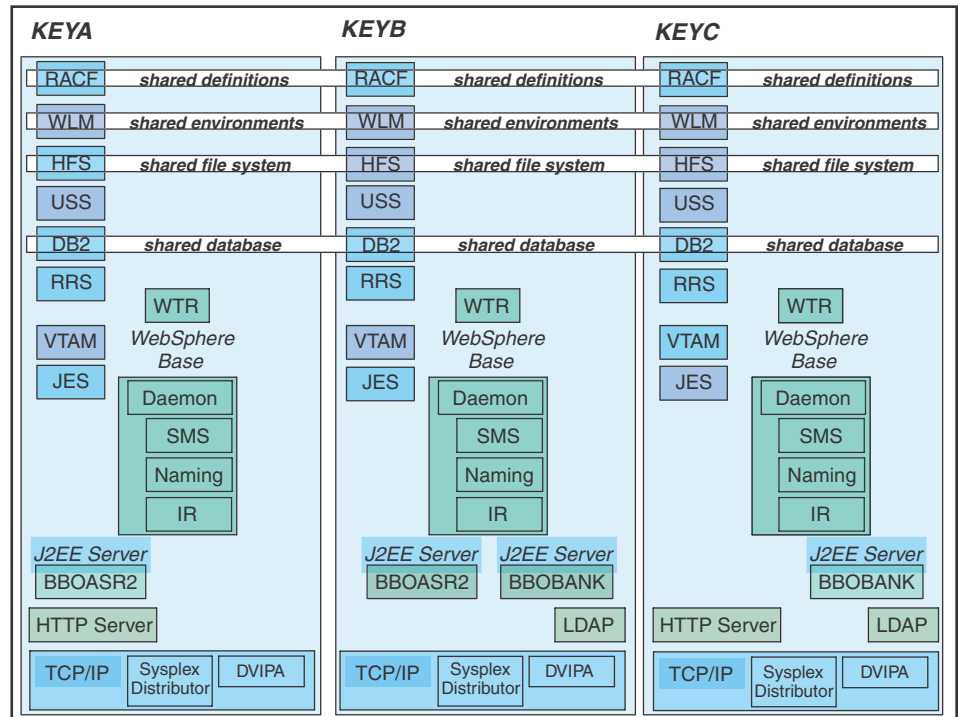 KEYA
KEYB
KEYC
RACF shared definitions RACF shared definitions RACF shared definitions
WLM shared environments WLM shared environments WLM shared environments
HFS shared file system HFS shared file system HFS shared file system
USS USS USS
DB2 shared database DB2 shared database DB2 shared database
RRS RRS RRS
WTR WTR WTR
VTAM WebSphere VTAM WebSphere VTAM WebSphere
Base Base Base
JES JES JES
Daemon Daemon Daemon
SMS SMS SMS
Naming Naming Naming
IR IR IR
J2EE Server J2EE Server J2EE Server J2EE Server
BBOASR2 BBOASR2 BBOBANK BBOBANK
HTTP Server LDAP HTTP Server LDAP
TCP/IP Sysplex DVIPA TCP/IP Sysplex DVIPA TCP/IP Sysplex DVIPA
Distributor Distributor Distributor